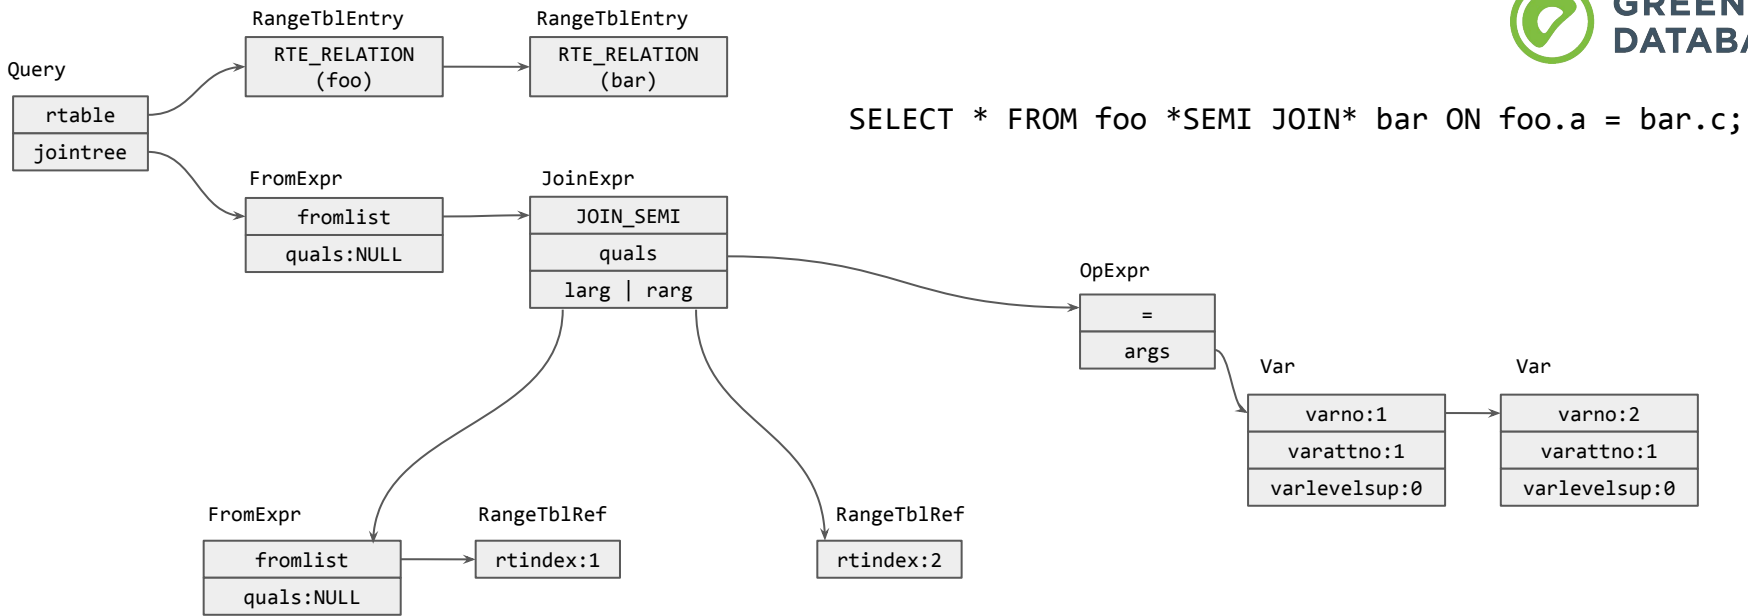 RangeTblEntry
RangeTblEntry
RTE_RELATION
(foo)
RTE_RELATION
(bar)
Query
rtable
jointree
DATABA
SELECT * FROM foo *SEMI JOIN* bar ON foo.a = bar.c;
FromExpr
fromlist
quals:NULL
JoinExpr
JOIN_SEMI
quals
larg | rarg
OpExpr
=
args
Var
varno:1
varattno:1
varlevelsup:0
Var
varno:2
varattno:1
varlevelsup:0
FromExpr
fromlist
quals:NULL
RangeTblRef
rtindex:1
RangeTblRef
rtindex:2